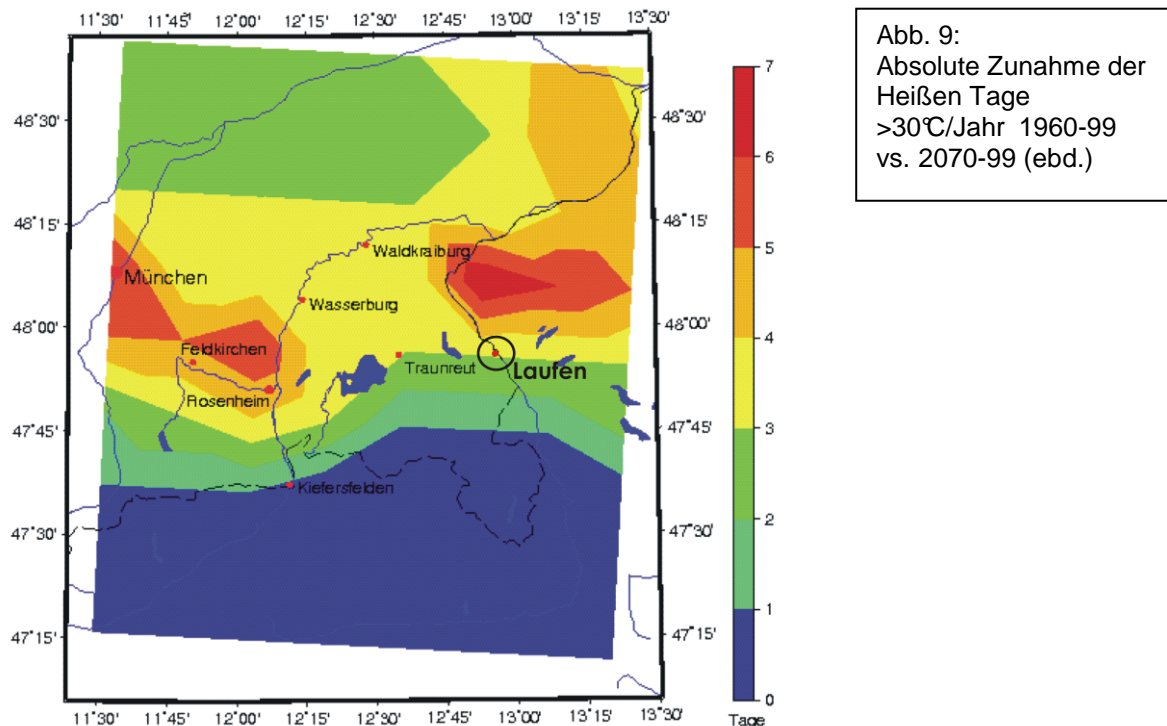 11°30' 11°45' 12°00' 12°15' 12°30' 12°45' 13°00' 13°15' 13°30'
48°30' 48°30'
48°15' 48°15'
48°00' 48°00'
47°45' 47°45'
47°30' 47°30'
47°15' 47°15'
11°30' 11°45' 12°00' 12°15' 12°30' 12°45' 13°00' 13°15' 13°30'
München
Waldkraiburg
Wasserburg
Feldkirchen
Traunreut
Laufen
Rosenheim
Kiefersfelden
7
6
5
4
3
2
1
0
Tage
Abb. 9:
Absolute Zunahme der
Heißen Tage
>30°C/Jahr 1960-99
vs. 2070-99 (ebd.)